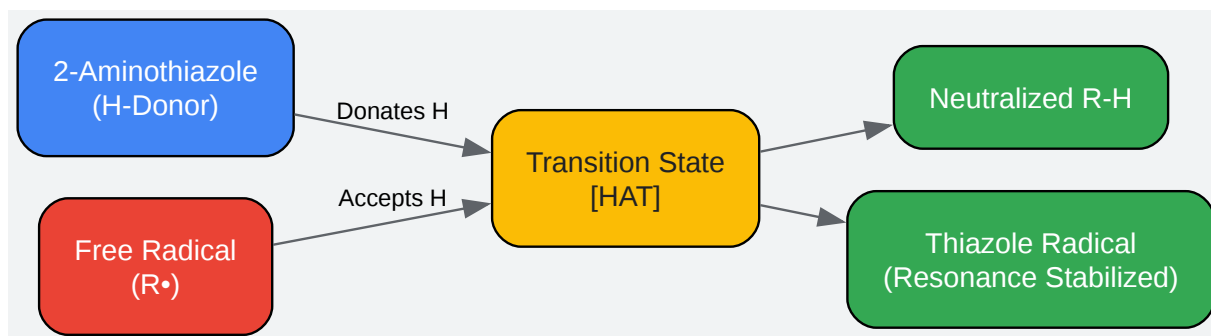 2-Aminothiazole
(H-Donor)
Donates H
Free Radical
(R•)
Accepts H
Transition State
[HAT]
Neutralized R-H
Thiazole Radical
(Resonance Stabilized)